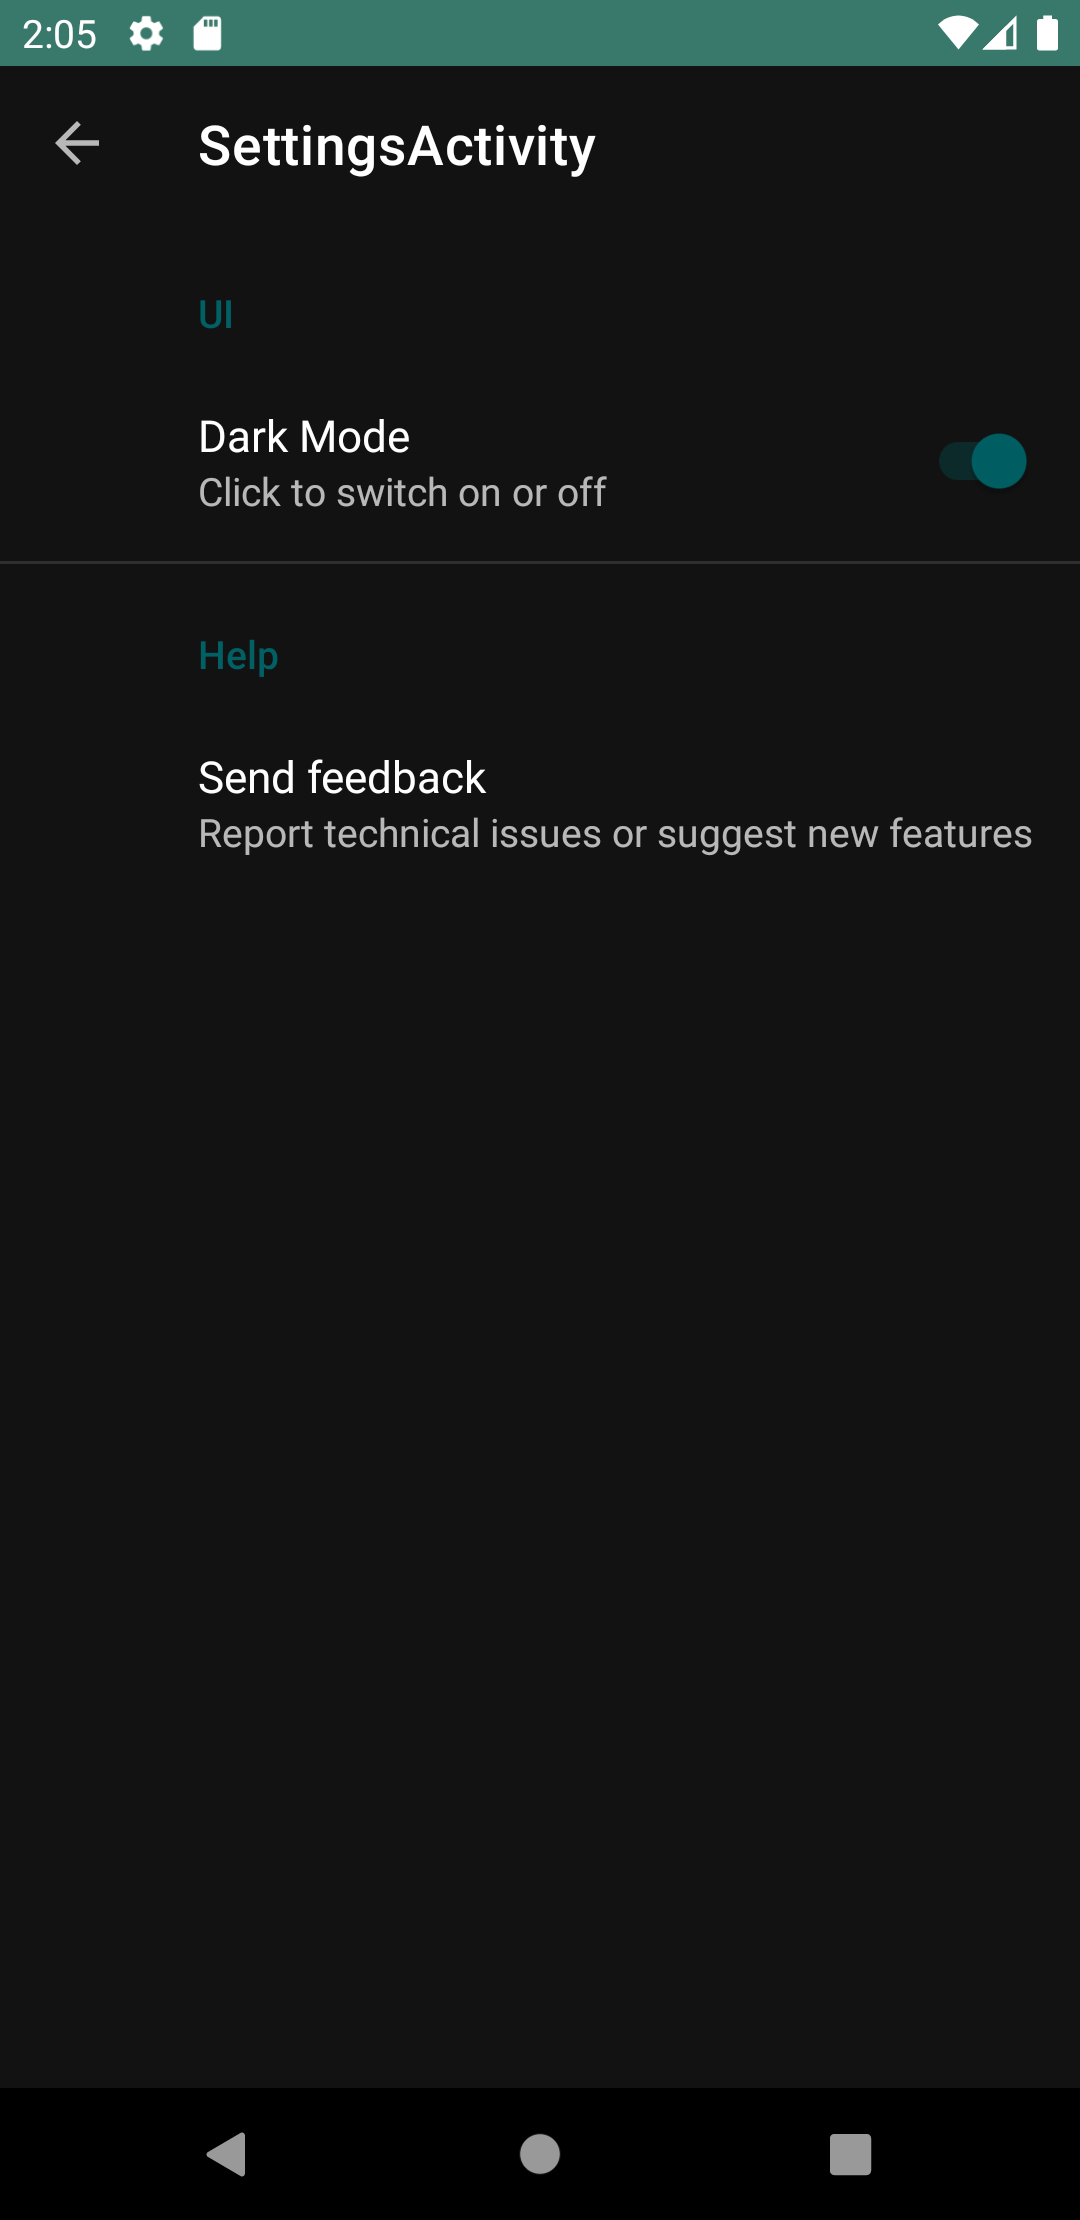 2:05
SettingsActivity
UI
Dark Mode
Click to switch on or off
Help
Send feedback
Report technical issues or suggest new features